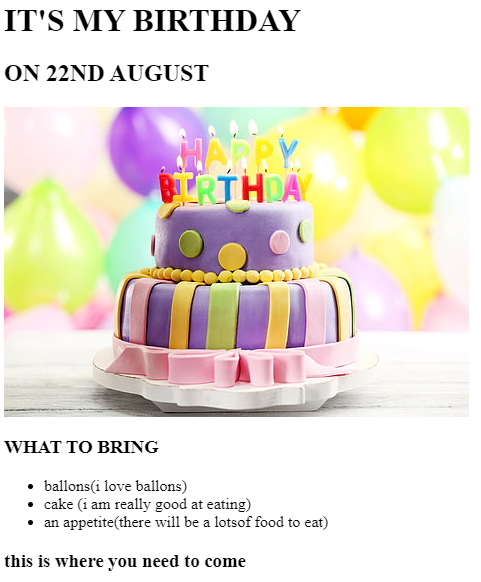 IT'S MY BIRTHDAY
ON 22ND AUGUST
HAPPY
BIRTHDAY
WHAT TO BRING
ballons(i love ballons)
cake (i am really good at eating)
an appetite(there will be a lotsof food to eat)
this is where you need to come